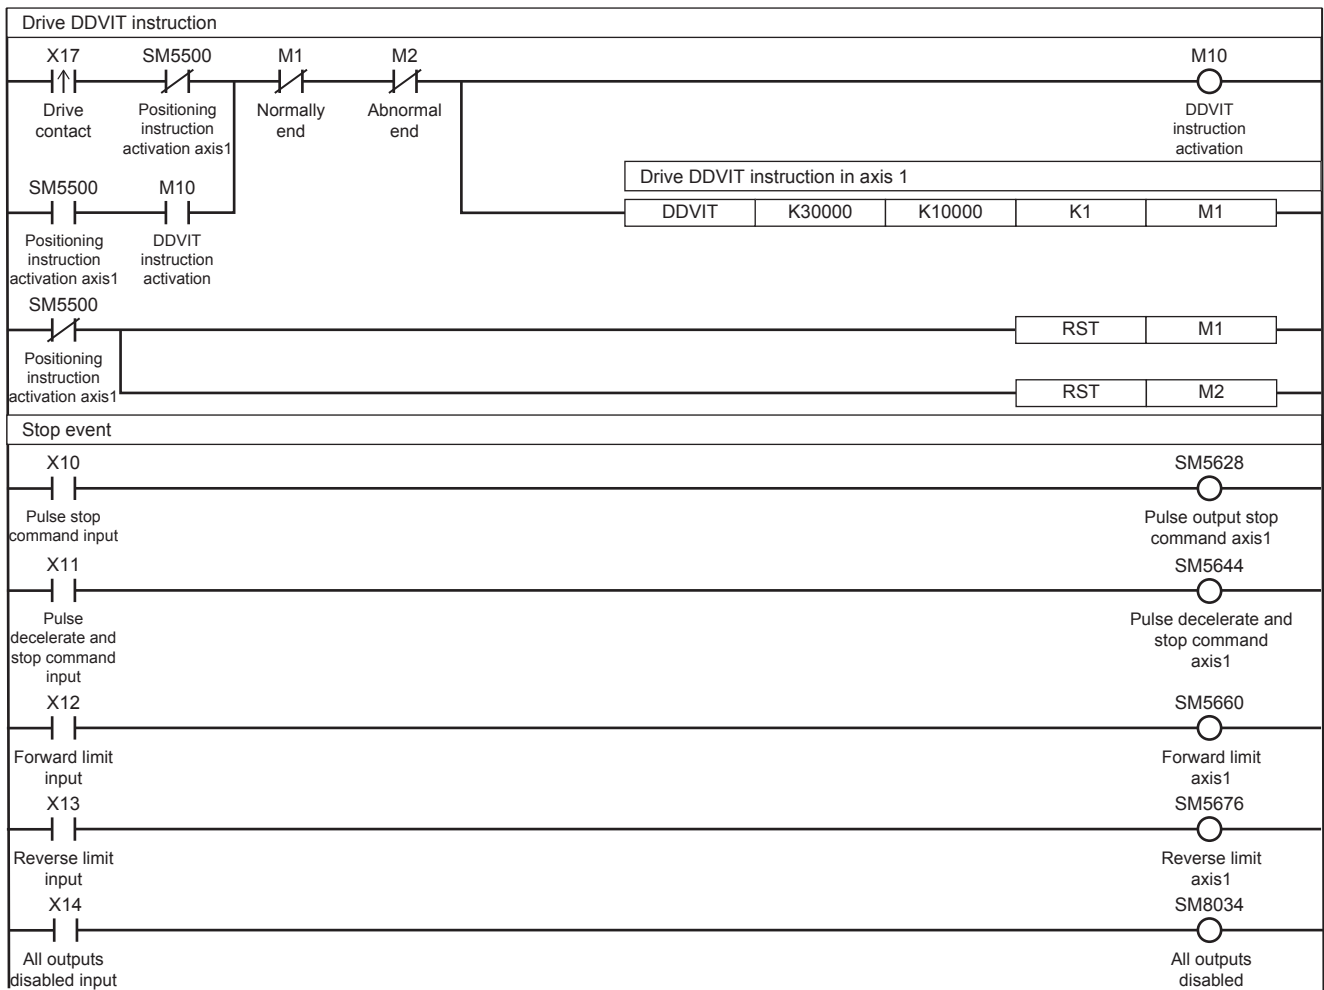 Drive DDVIT instruction
X17 SM5500 M1 M2 M10
Drive contact
Positioning instruction activation axis1
Normally end
Abnormal end
DDVIT instruction activation
Drive DDVIT instruction in axis 1
SM5500 M10
DDVIT K30000 K10000 K1 M1
Positioning instruction activation axis1
DDVIT instruction activation
SM5500
RST M1
Positioning instruction activation axis1
RST M2
Stop event
X10 SM5628
Pulse stop command input
Pulse output stop command axis1
X11 SM5644
Pulse decelerate and stop command input
Pulse decelerate and stop command axis1
X12 SM5660
Forward limit input
Forward limit axis1
X13 SM5676
Reverse limit input
Reverse limit axis1
X14 SM8034
All outputs disabled input
All outputs disabled